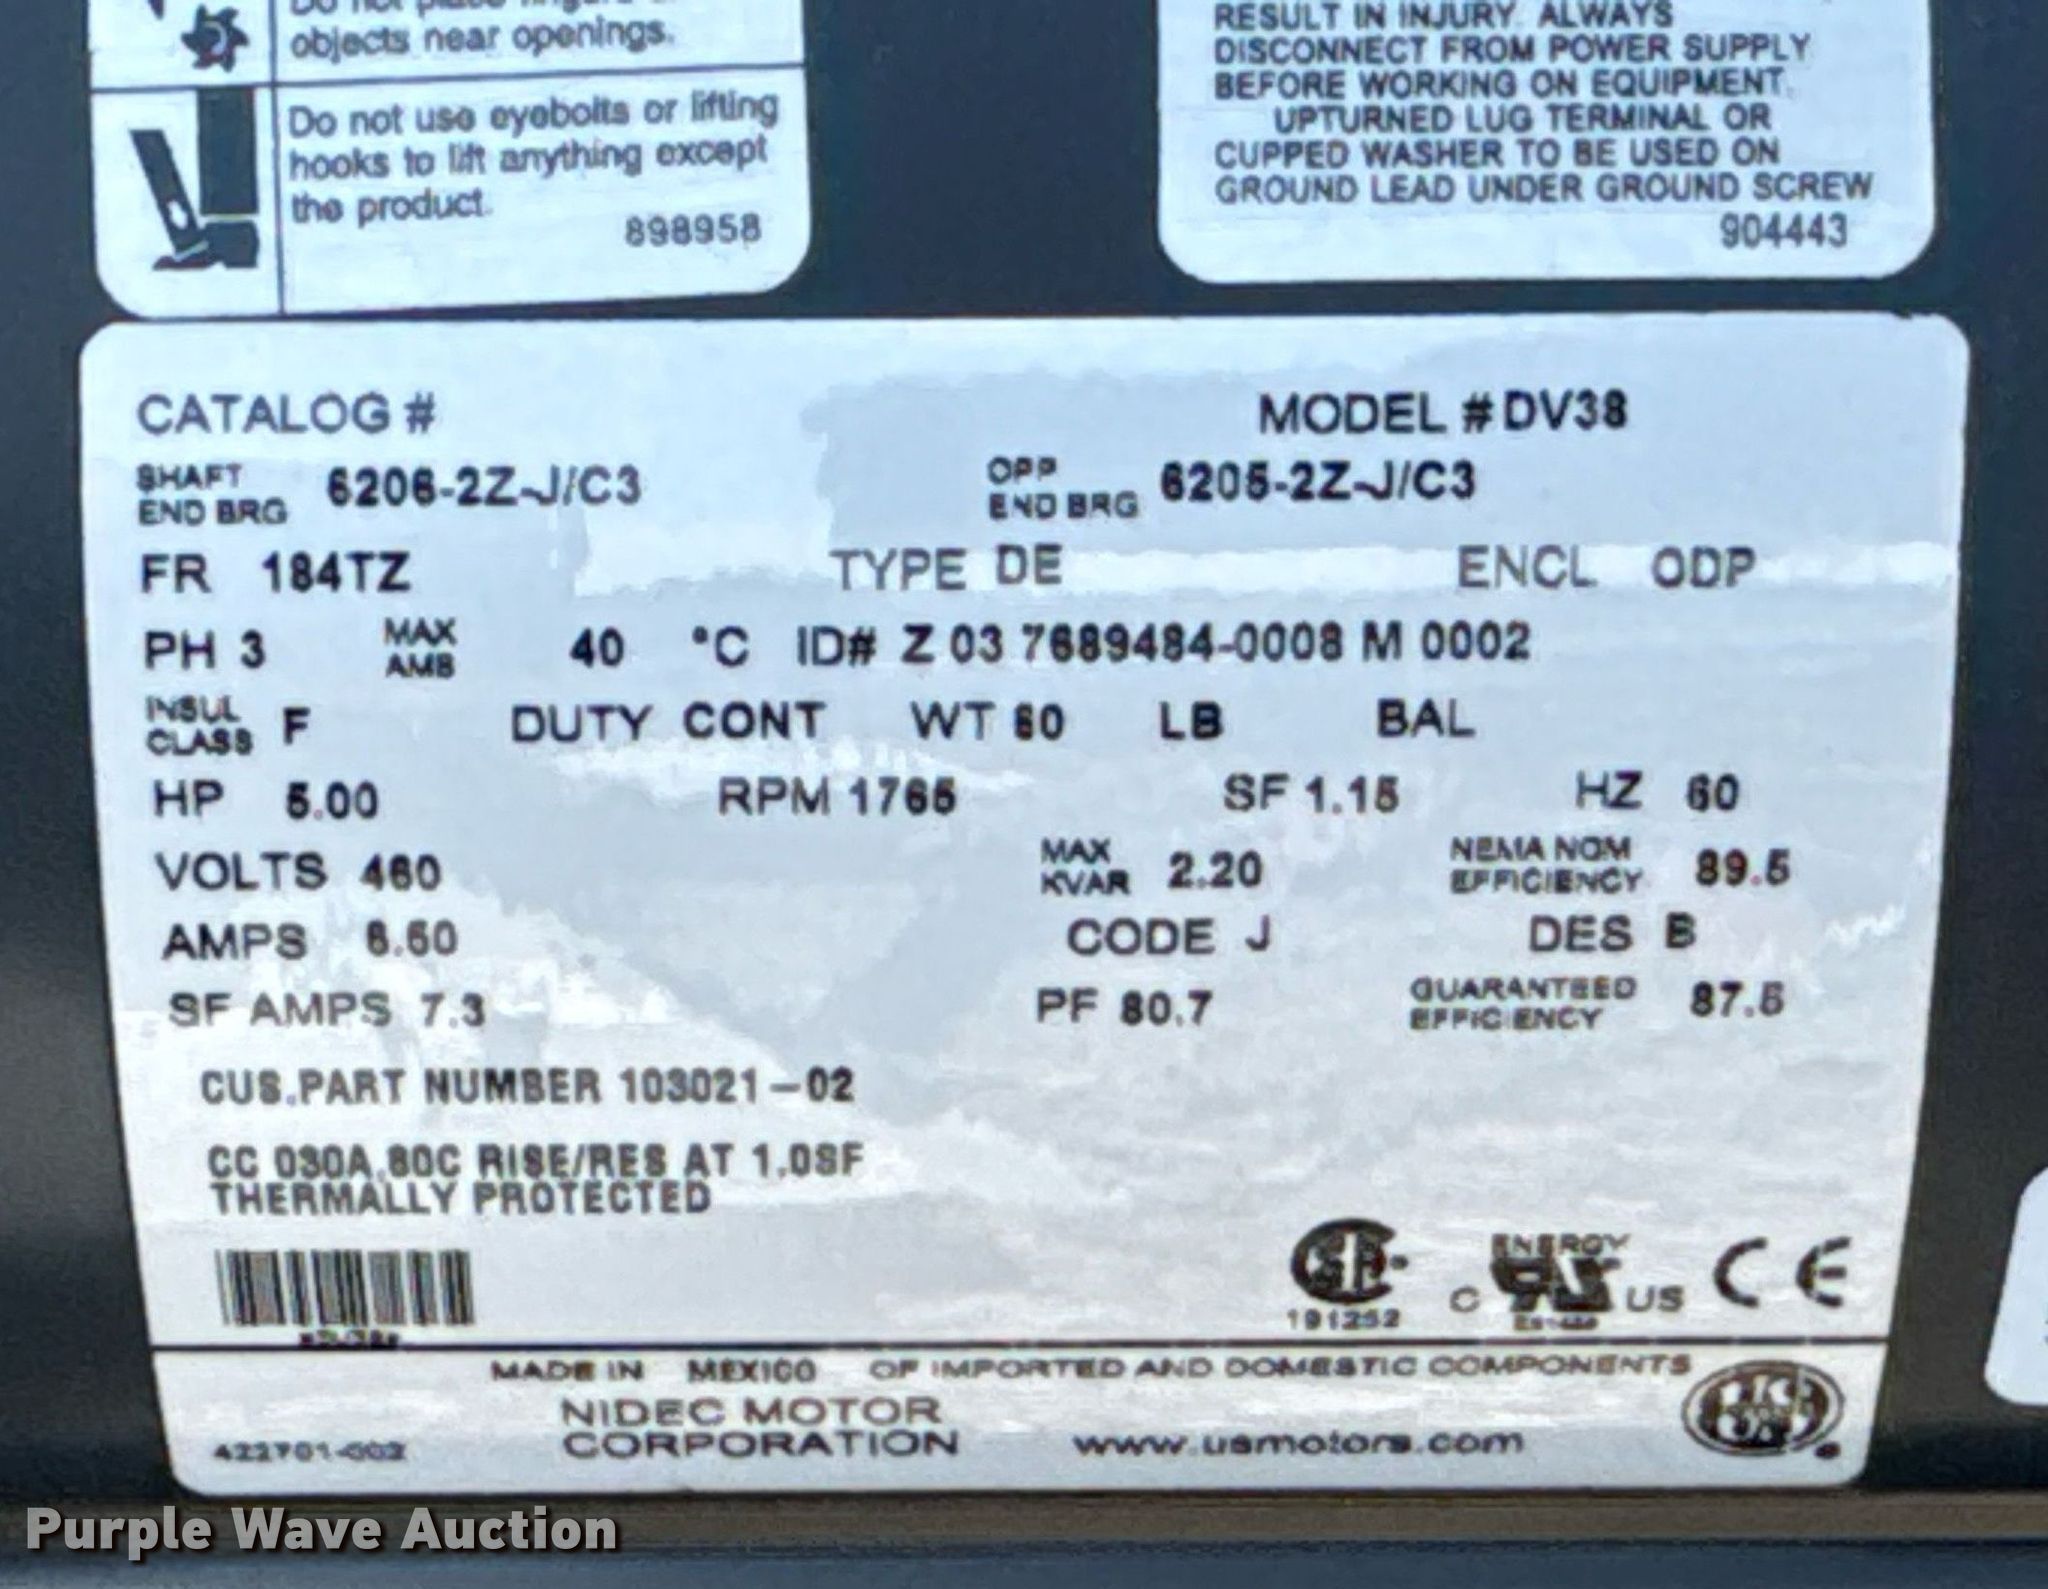 objects near openings.
Do not use eyebolts or lifting
hooks to lift anything except
the product.
898958
RESULT IN INJURY. ALWAYS
DISCONNECT FROM POWER SUPPLY
BEFORE WORKING ON EQUIPMENT.
UPTURNED LUG TERMINAL OR
CUPPED WASHER TO BE USED ON
GROUND LEAD UNDER GROUND SCREW
904443
CATALOG # MODEL # DV38
SHAFT END BRG 6206-2Z-J/C3 OPP END BRG 6205-2Z-J/C3
FR 184TZ TYPE DE ENCL ODP
PH 3 MAX AMB 40 °C ID# Z 03 7689484-0008 M 0002
INSUL CLASS F DUTY CONT WT 60 LB BAL
HP 5.00 RPM 1765 SF 1.15 HZ 60
VOLTS 460 MAX KVAR 2.20 NEMA NOM EFFICIENCY 89.5
AMPS 6.50 CODE J DES B
SF AMPS 7.3 PF 80.7 GUARANTEED EFFICIENCY 87.5
CUS.PART NUMBER 103021-02
CC 030A 80C RISE/RES AT 1.0SF
THERMALLY PROTECTED
191252
ENERGY
C US CE
MADE IN MEXICO OF IMPORTED AND DOMESTIC COMPONENTS
NIDEC MOTOR
CORPORATION
422701-002 www.usmotors.com
Purple Wave Auction